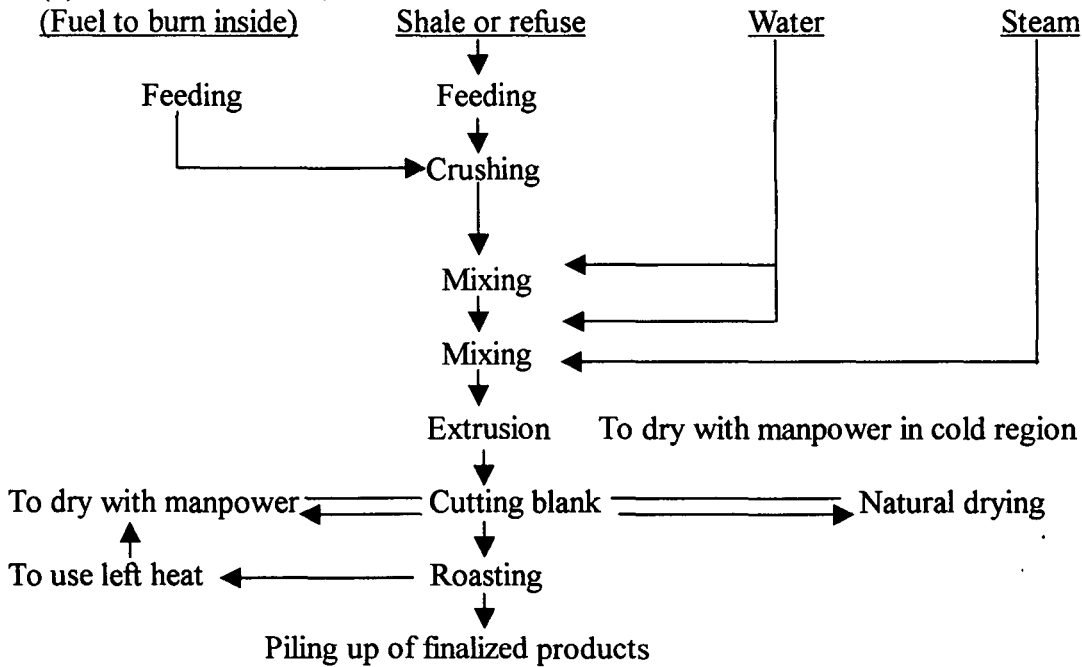 (Fuel to burn inside) Shale or refuse Water Steam
Feeding Feeding
Crushing
Mixing
Mixing
Extrusion To dry with manpower in cold region
To dry with manpower Cutting blank Natural drying
To use left heat Roasting
Piling up of finalized products